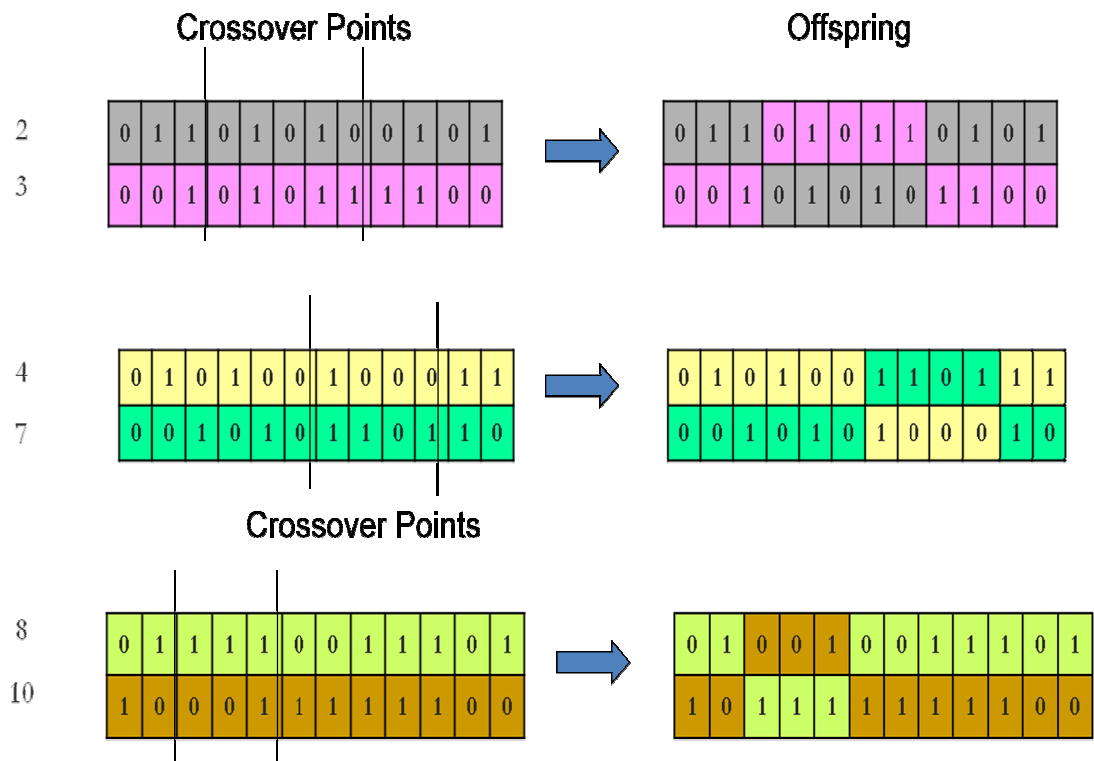 Crossover Points Offspring
2 0 1 1 0 1 0 1 0 0 1 0 1 0 1 1 0 1 0 1 1 0 1 0 1
3 0 0 1 0 1 0 1 1 1 1 0 0 0 0 1 0 1 0 1 0 1 1 0 0
4 0 1 0 1 0 0 1 0 0 0 1 1 0 1 0 1 0 0 1 1 0 1 1 1
7 0 0 1 0 1 0 1 1 0 1 1 0 0 0 1 0 1 0 1 0 0 0 1 0
Crossover Points
8 0 1 1 1 1 0 0 1 1 1 0 1 0 1 0 0 1 0 0 1 1 1 0 1
10 1 0 0 0 1 1 1 1 1 1 0 0 1 0 1 1 1 1 1 1 1 1 0 0